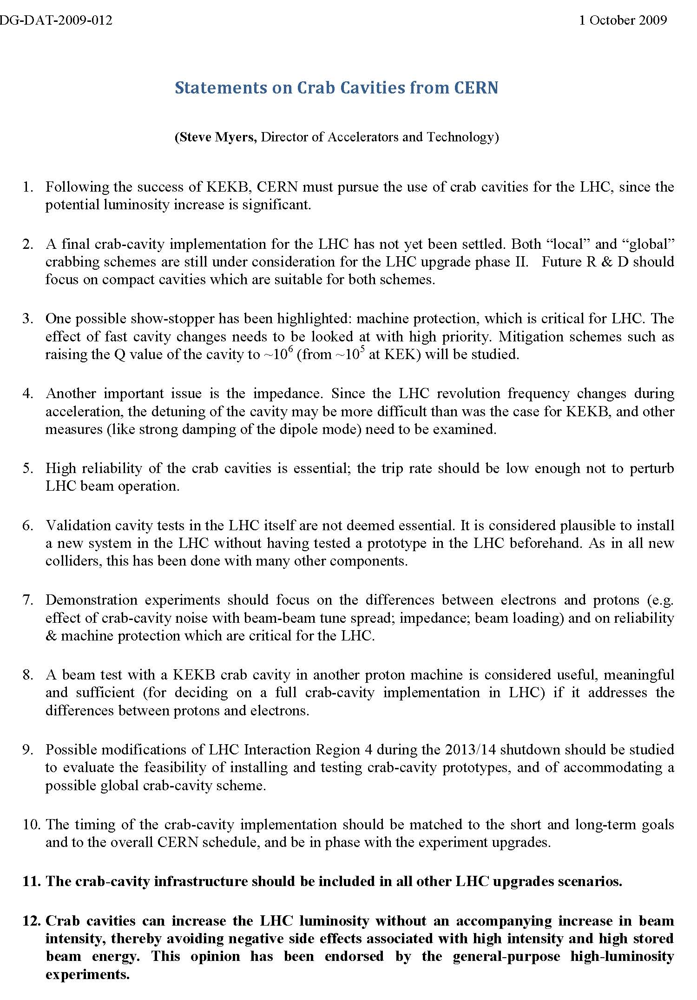 DG-DAT-2009-012 1 October 2009
Statements on Crab Cavities from CERN
(Steve Myers, Director of Accelerators and Technology)
1. Following the success of KEKB, CERN must pursue the use of crab cavities for the LHC, since the
potential luminosity increase is significant.
2. A final crab-cavity implementation for the LHC has not yet been settled. Both “local” and “global”
crabbing schemes are still under consideration for the LHC upgrade phase II. Future R & D should
focus on compact cavities which are suitable for both schemes.
3. One possible show-stopper has been highlighted: machine protection, which is critical for LHC. The
effect of fast cavity changes needs to be looked at with high priority. Mitigation schemes such as
raising the Q value of the cavity to ~10⁶ (from ~10⁵ at KEK) will be studied.
4. Another important issue is the impedance. Since the LHC revolution frequency changes during
acceleration, the detuning of the cavity may be more difficult than was the case for KEKB, and other
measures (like strong damping of the dipole mode) need to be examined.
5. High reliability of the crab cavities is essential; the trip rate should be low enough not to perturb
LHC beam operation.
6. Validation cavity tests in the LHC itself are not deemed essential. It is considered plausible to install
a new system in the LHC without having tested a prototype in the LHC beforehand. As in all new
colliders, this has been done with many other components.
7. Demonstration experiments should focus on the differences between electrons and protons (e.g.
effect of crab-cavity noise with beam-beam tune spread; impedance; beam loading) and on reliability
& machine protection which are critical for the LHC.
8. A beam test with a KEKB crab cavity in another proton machine is considered useful, meaningful
and sufficient (for deciding on a full crab-cavity implementation in LHC) if it addresses the
differences between protons and electrons.
9. Possible modifications of LHC Interaction Region 4 during the 2013/14 shutdown should be studied
to evaluate the feasibility of installing and testing crab-cavity prototypes, and of accommodating a
possible global crab-cavity scheme.
10. The timing of the crab-cavity implementation should be matched to the short and long-term goals
and to the overall CERN schedule, and be in phase with the experiment upgrades.
11. The crab-cavity infrastructure should be included in all other LHC upgrades scenarios.
12. Crab cavities can increase the LHC luminosity without an accompanying increase in beam
intensity, thereby avoiding negative side effects associated with high intensity and high stored
beam energy. This opinion has been endorsed by the general-purpose high-luminosity
experiments.